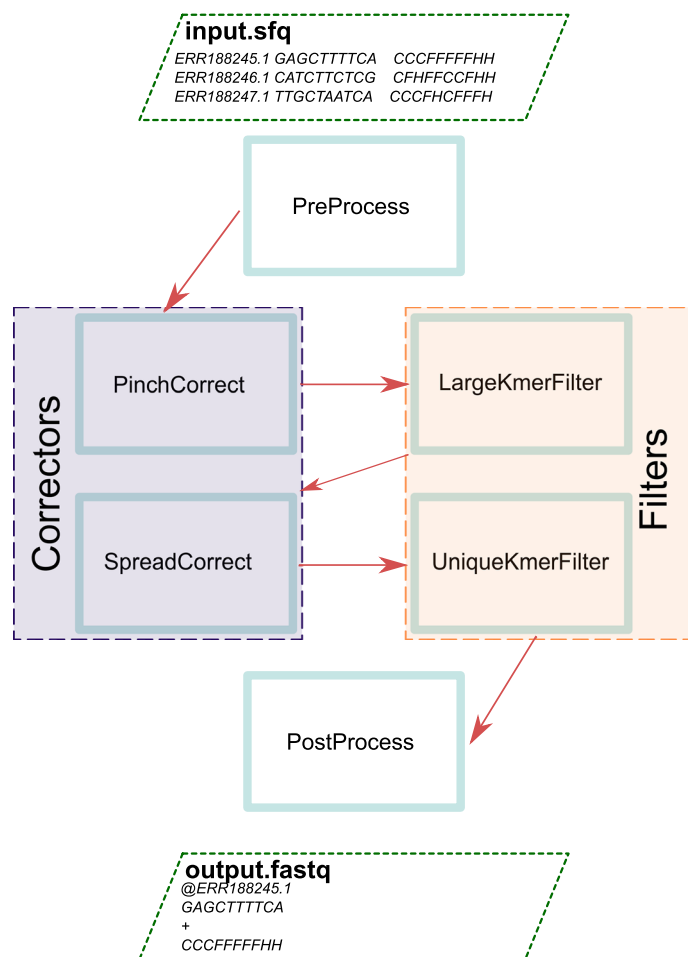 input.sfq
ERR188245.1 GAGCTTTTCA CCCFFFFFHH
ERR188246.1 CATCTTCTCG CFHFFCCFHH
ERR188247.1 TTGCTAATCA CCCFHCFFFH
PreProcess
Correctors
PinchCorrect
LargeKmerFilter
Filters
SpreadCorrect
UniqueKmerFilter
PostProcess
output.fastq
@ERR188245.1
GAGCTTTTCA
+
CCCFFFFFHH